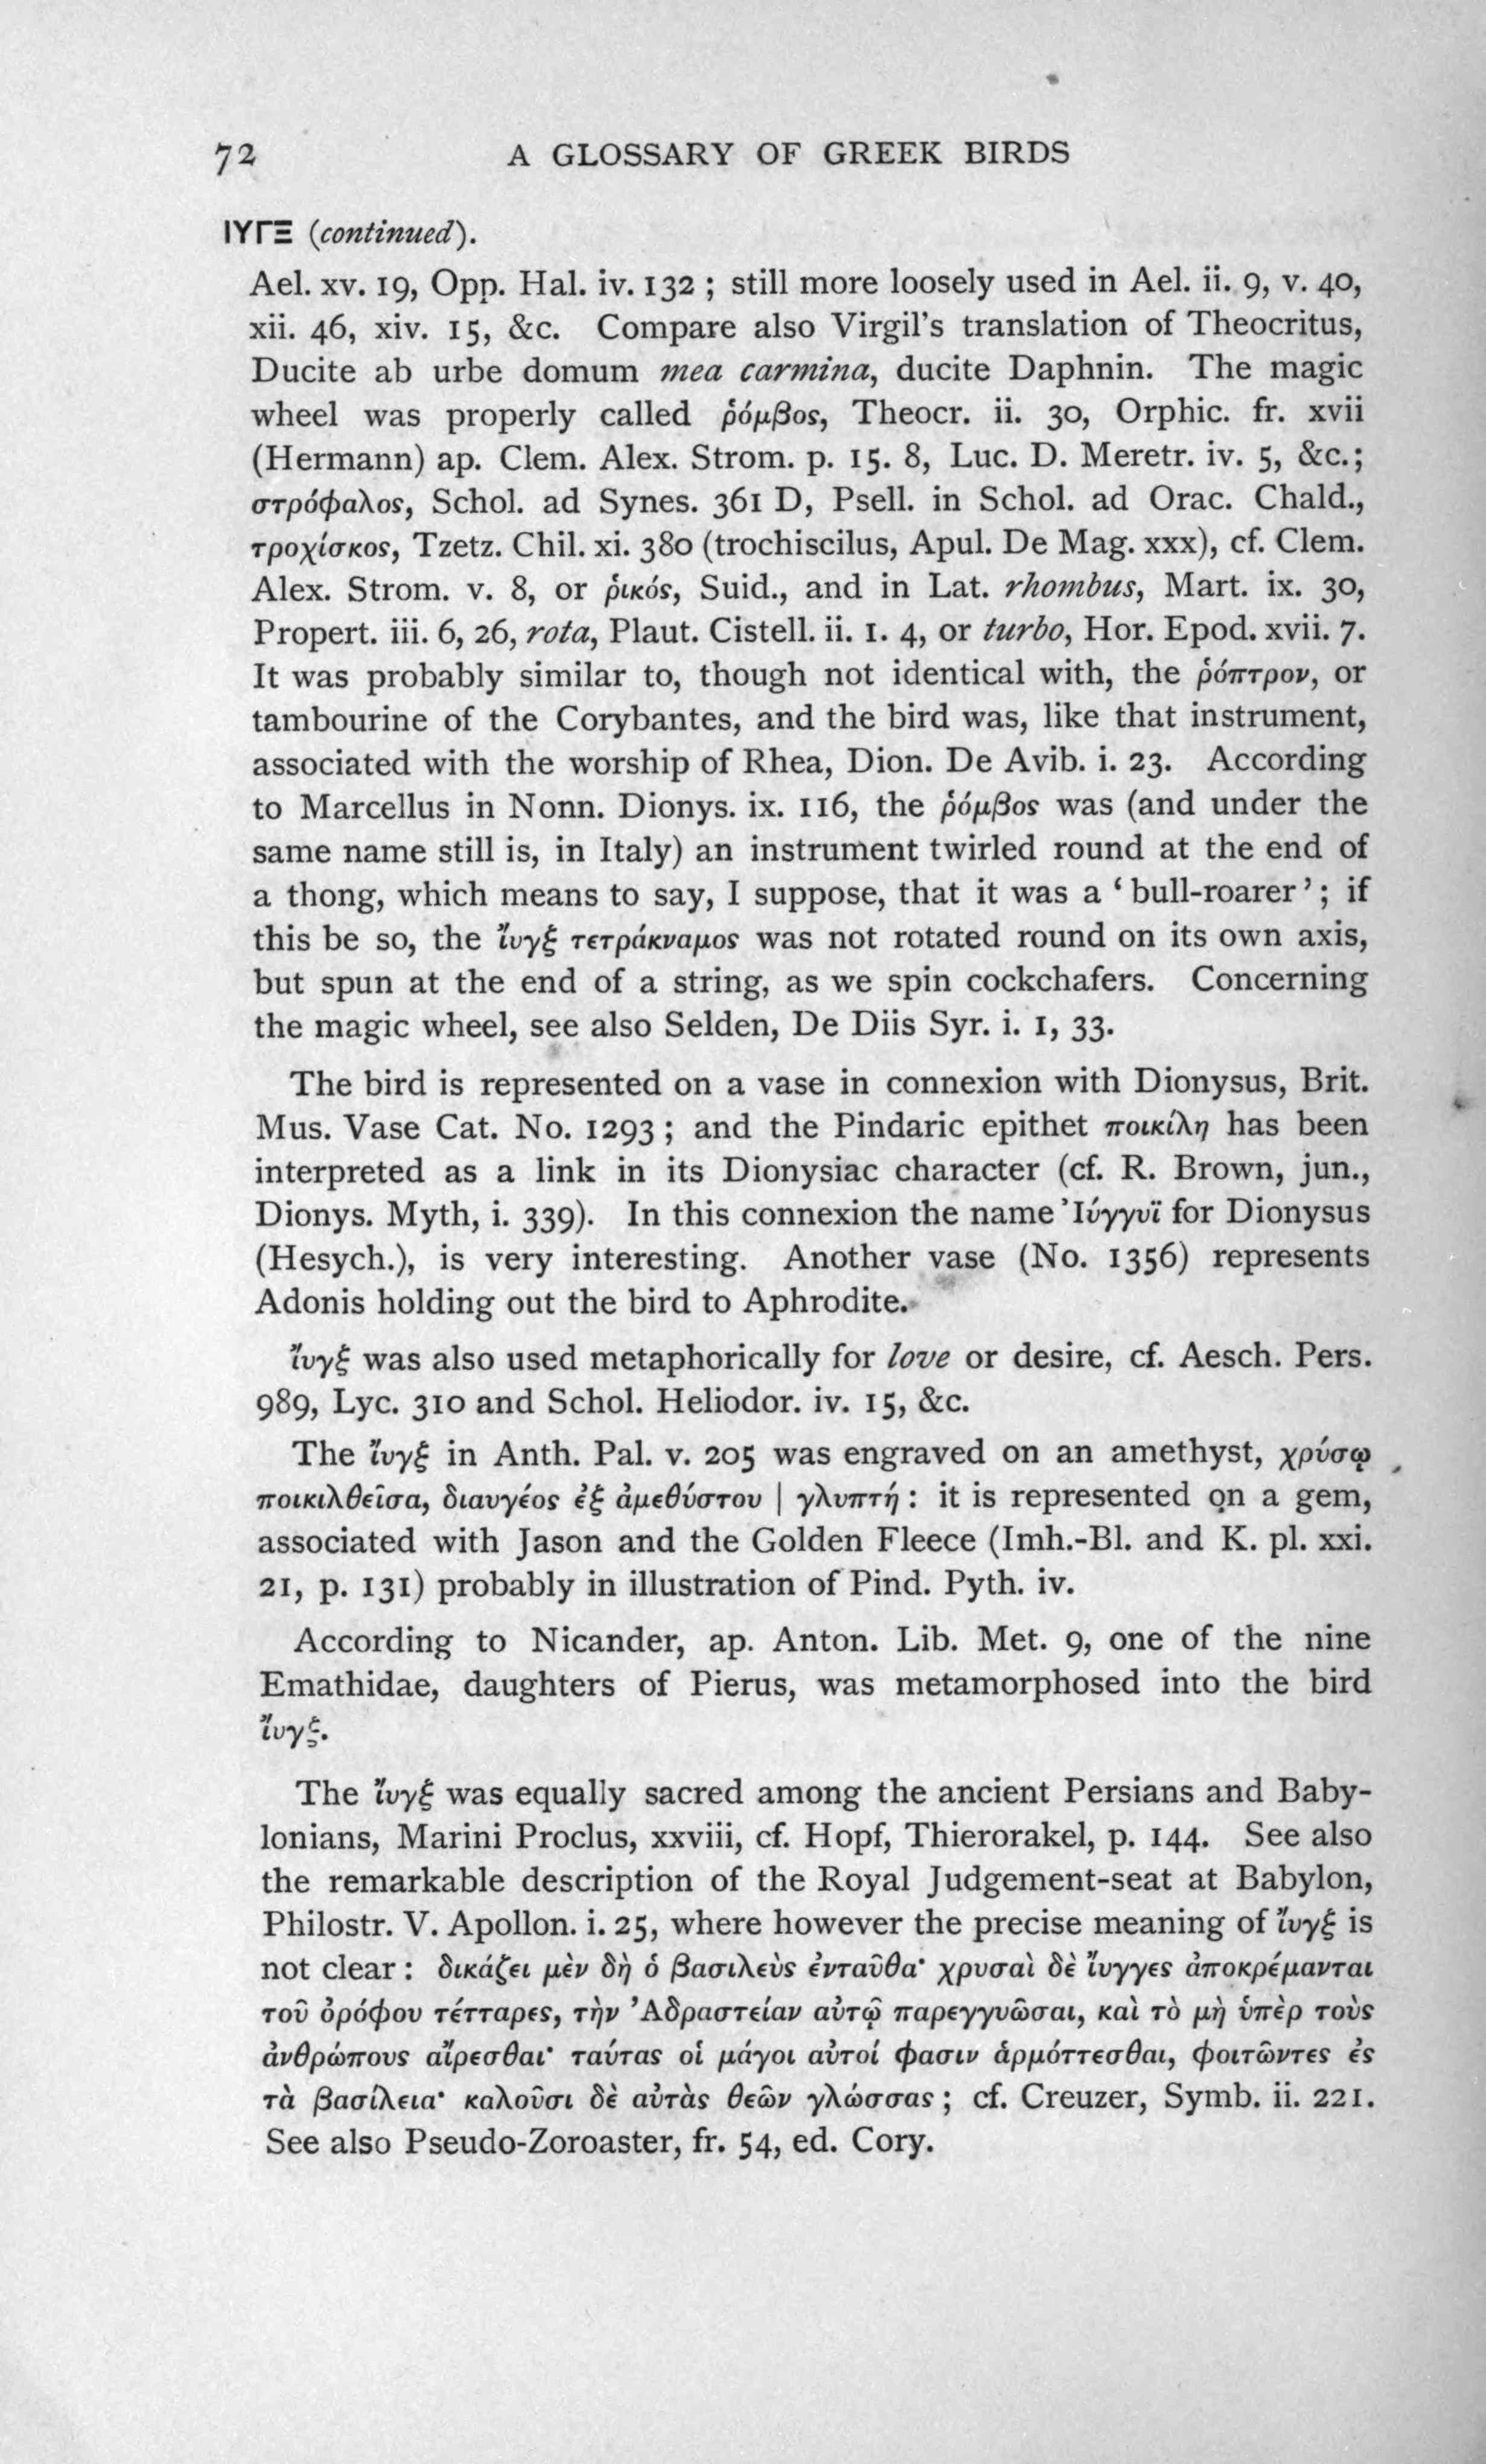 72 A GLOSSARY OF GREEK BIRDS
ΙΥΓΞ (continued).
Ael. xv. 19, Opp. Hal. iv. 132 ; still more loosely used in Ael. ii. 9, v. 40,
xii. 46, xiv. 15, &c. Compare also Virgil's translation of Theocritus,
Ducite ab urbe domum mea carmina, ducite Daphnin. The magic
wheel was properly called ῥόμβος, Theocr. ii. 30, Orphic. fr. xvii
(Hermann) ap. Clem. Alex. Strom. p. 15. 8, Luc. D. Meretr. iv. 5, &c.;
στρόφαλος, Schol. ad Synes. 361 D, Psell. in Schol. ad Orac. Chald.,
τροχίσκος, Tzetz. Chil. xi. 380 (trochiscilus, Apul. De Mag. xxx), cf. Clem.
Alex. Strom. v. 8, or ῥικός, Suid., and in Lat. rhombus, Mart. ix. 30,
Propert. iii. 6, 26, rota, Plaut. Cistell. ii. 1. 4, or turbo, Hor. Epod. xvii. 7.
It was probably similar to, though not identical with, the ῥόπτρον, or
tambourine of the Corybantes, and the bird was, like that instrument,
associated with the worship of Rhea, Dion. De Avib. i. 23. According
to Marcellus in Nonn. Dionys. ix. 116, the ῥόμβος was (and under the
same name still is, in Italy) an instrument twirled round at the end of
a thong, which means to say, I suppose, that it was a ‘bull-roarer’; if
this be so, the ἴυγξ τετράκναμος was not rotated round on its own axis,
but spun at the end of a string, as we spin cockchafers. Concerning
the magic wheel, see also Selden, De Diis Syr. i. 1, 33.
The bird is represented on a vase in connexion with Dionysus, Brit.
Mus. Vase Cat. No. 1293 ; and the Pindaric epithet ποικίλη has been
interpreted as a link in its Dionysiac character (cf. R. Brown, jun.,
Dionys. Myth, i. 339). In this connexion the name Ἰύγγυϊ for Dionysus
(Hesych.), is very interesting. Another vase (No. 1356) represents
Adonis holding out the bird to Aphrodite.
ἴυγξ was also used metaphorically for love or desire, cf. Aesch. Pers.
989, Lyc. 310 and Schol. Heliodor. iv. 15, &c.
The ἴυγξ in Anth. Pal. v. 205 was engraved on an amethyst, χρύσῳ
ποικιλθεῖσα, διαυγέος ἐξ ἀμεθύστου | γλυπτή : it is represented on a gem,
associated with Jason and the Golden Fleece (Imh.-Bl. and K. pl. xxi.
21, p. 131) probably in illustration of Pind. Pyth. iv.
According to Nicander, ap. Anton. Lib. Met. 9, one of the nine
Emathidae, daughters of Pierus, was metamorphosed into the bird
ἴυγξ.
The ἴυγξ was equally sacred among the ancient Persians and Baby-
lonians, Marini Proclus, xxviii, cf. Hopf, Thierorakel, p. 144. See also
the remarkable description of the Royal Judgement-seat at Babylon,
Philostr. V. Apollon. i. 25, where however the precise meaning of ἴυγξ is
not clear : δικάζει μὲν δὴ ὁ βασιλεὺς ἐνταῦθα· χρυσαὶ δὲ ἴυγγες ἀποκρέμανται
τοῦ ὀρόφου τέτταρες, τὴν Ἀδραστείαν αὐτῷ παρεγγυῶσαι, καὶ τὸ μὴ ὑπὲρ τοὺς
ἀνθρώπους αἴρεσθαι· ταύτας οἱ μάγοι αὐτοί φασιν ἁρμόττεσθαι, φοιτῶντες ἐς
τὰ βασίλεια· καλοῦσι δὲ αὐτὰς θεῶν γλώσσας ; cf. Creuzer, Symb. ii. 221.
See also Pseudo-Zoroaster, fr. 54, ed. Cory.